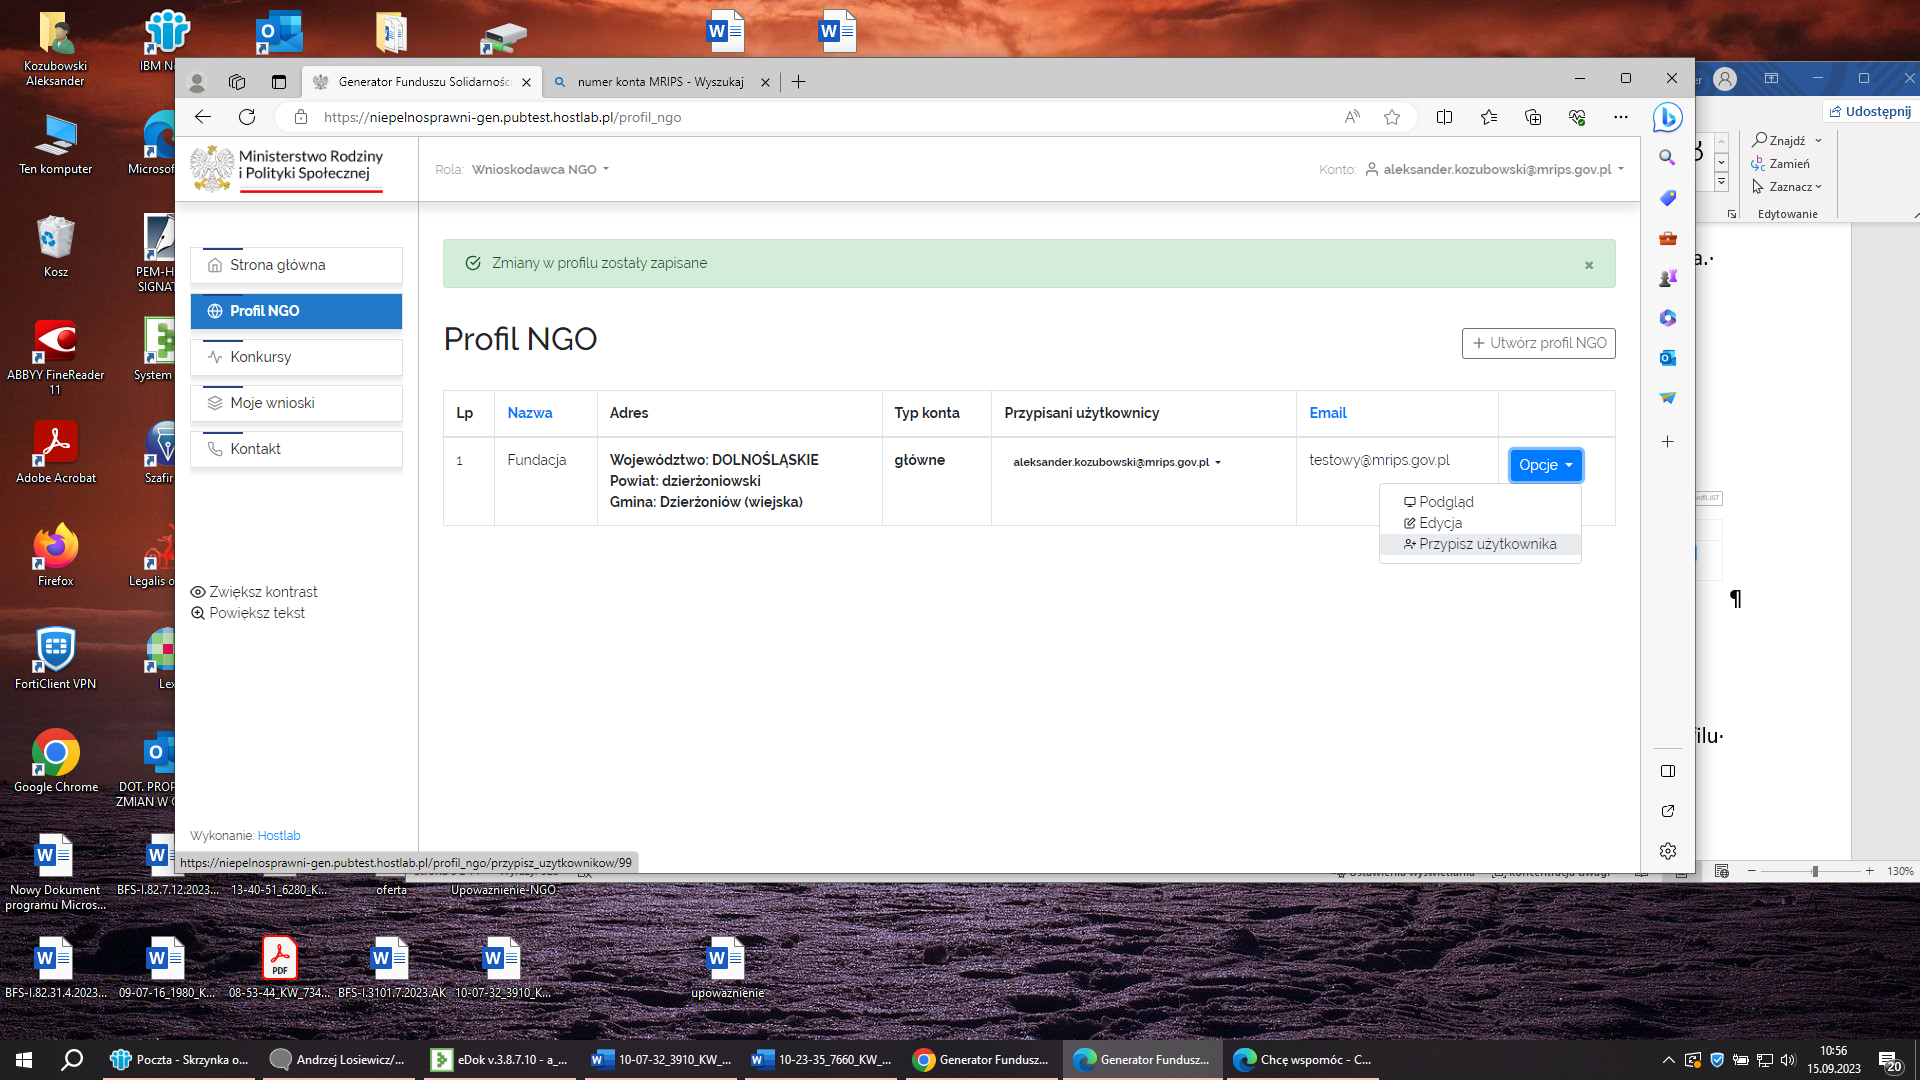 Kozubowski
Aleksander
IBM N
Ten komputer
Microsof
Kosz
PEM-H
SIGNAT
ABBYY FineReader
11
System
Adobe Acrobat
Szafir
Firefox
Legalis o
FortiClient VPN
Lex
Google Chrome
DOT. PROP
ZMIAN W
Nowy Dokument
programu Micros...
BFS-I.82.7.12.2023...
13-40-51_6280_K...
oferta
Upoważnienie-NGO
BFS-I.82.31.4.2023...
09-07-16_1980_K...
08-53-44_KW_734...
BFS-I.3101.7.2023.AK
10-07-32_3910_K...
upoważnienie
PDF
Generator Funduszu Solidarności
numer konta MRIPS - Wyszukaj
https://niepelnosprawni-gen.pubtest.hostlab.pl/profil_ngo
Ministerstwo Rodziny
i Polityki Społecznej
Rola: Wnioskodawca NGO
Konto: aleksander.kozubowski@mrips.gov.pl
Strona główna
Profil NGO
Konkursy
Moje wnioski
Kontakt
Zwiększ kontrast
Powiększ tekst
Wykonanie: Hostlab
https://niepelnosprawni-gen.pubtest.hostlab.pl/profil_ngo/przypisz_uzytkownikow/99
Zmiany w profilu zostały zapisane
×
Profil NGO
+ Utwórz profil NGO
Lp Nazwa Adres Typ konta Przypisani użytkownicy Email
1 Fundacja Województwo: DOLNOŚLĄSKIE główne aleksander.kozubowski@mrips.gov.pl testowy@mrips.gov.pl Opcje
Powiat: dzierżoniowski
Gmina: Dzierżoniów (wiejska)
Podgląd
Edycja
Przypisz użytkownika
Udostępnij
Znajdź
Zamień
Zaznacz
Edytowanie
a.·
¶
ilu·
130%
Poczta - Skrzynka o...
Andrzej Losiewicz/...
eDok v.3.8.7.10 - a_...
10-07-32_3910_KW_...
10-23-35_7660_KW_...
Generator Fundusz...
Generator Fundusz...
Chcę wspomóc - C...
10:56
15.09.2023
20